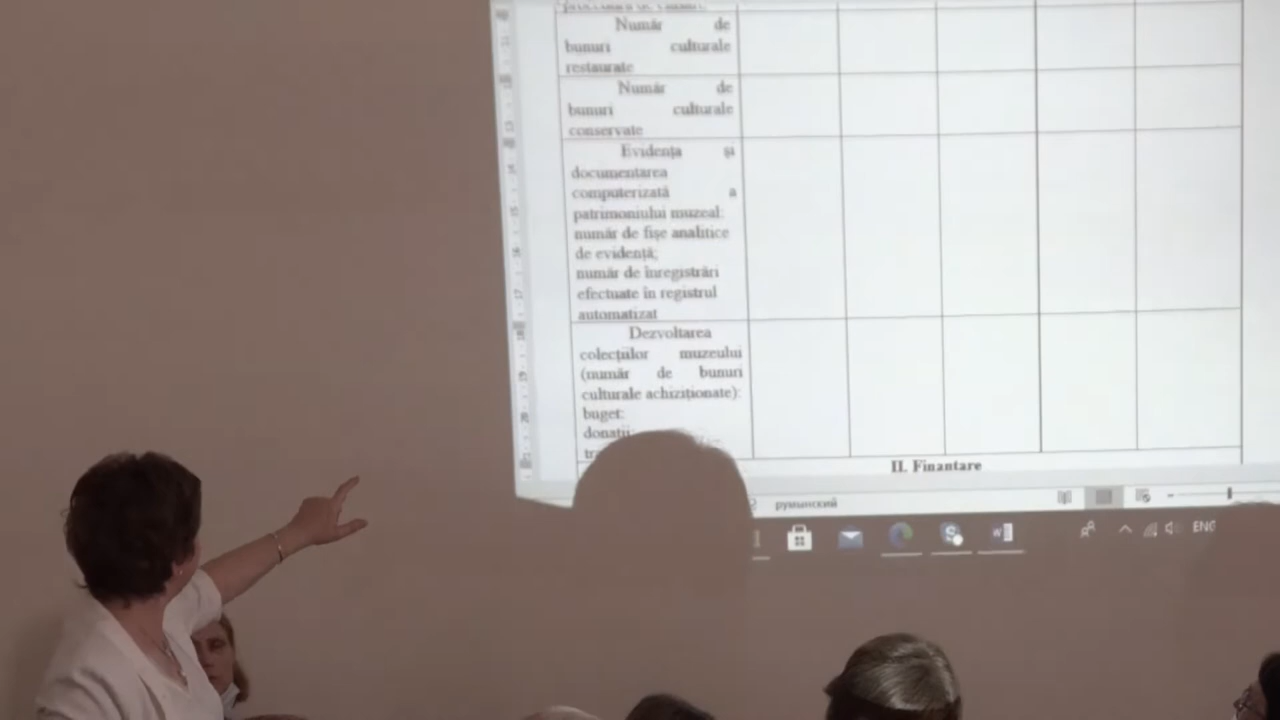 Număr de
bunuri culturale
restaurate
Număr de
bunuri culturale
conservate
Evidența și
documentarea
computerizată a
patrimoniului muzeal:
număr de fișe analitice
de evidență;
număr de înregistrări
efectuate în registrul
automatizat
Dezvoltarea
colecțiilor muzeului
(număr de bunuri
culturale achiziționate):
buget:
donații:
II. Finantare
румынский
ENG